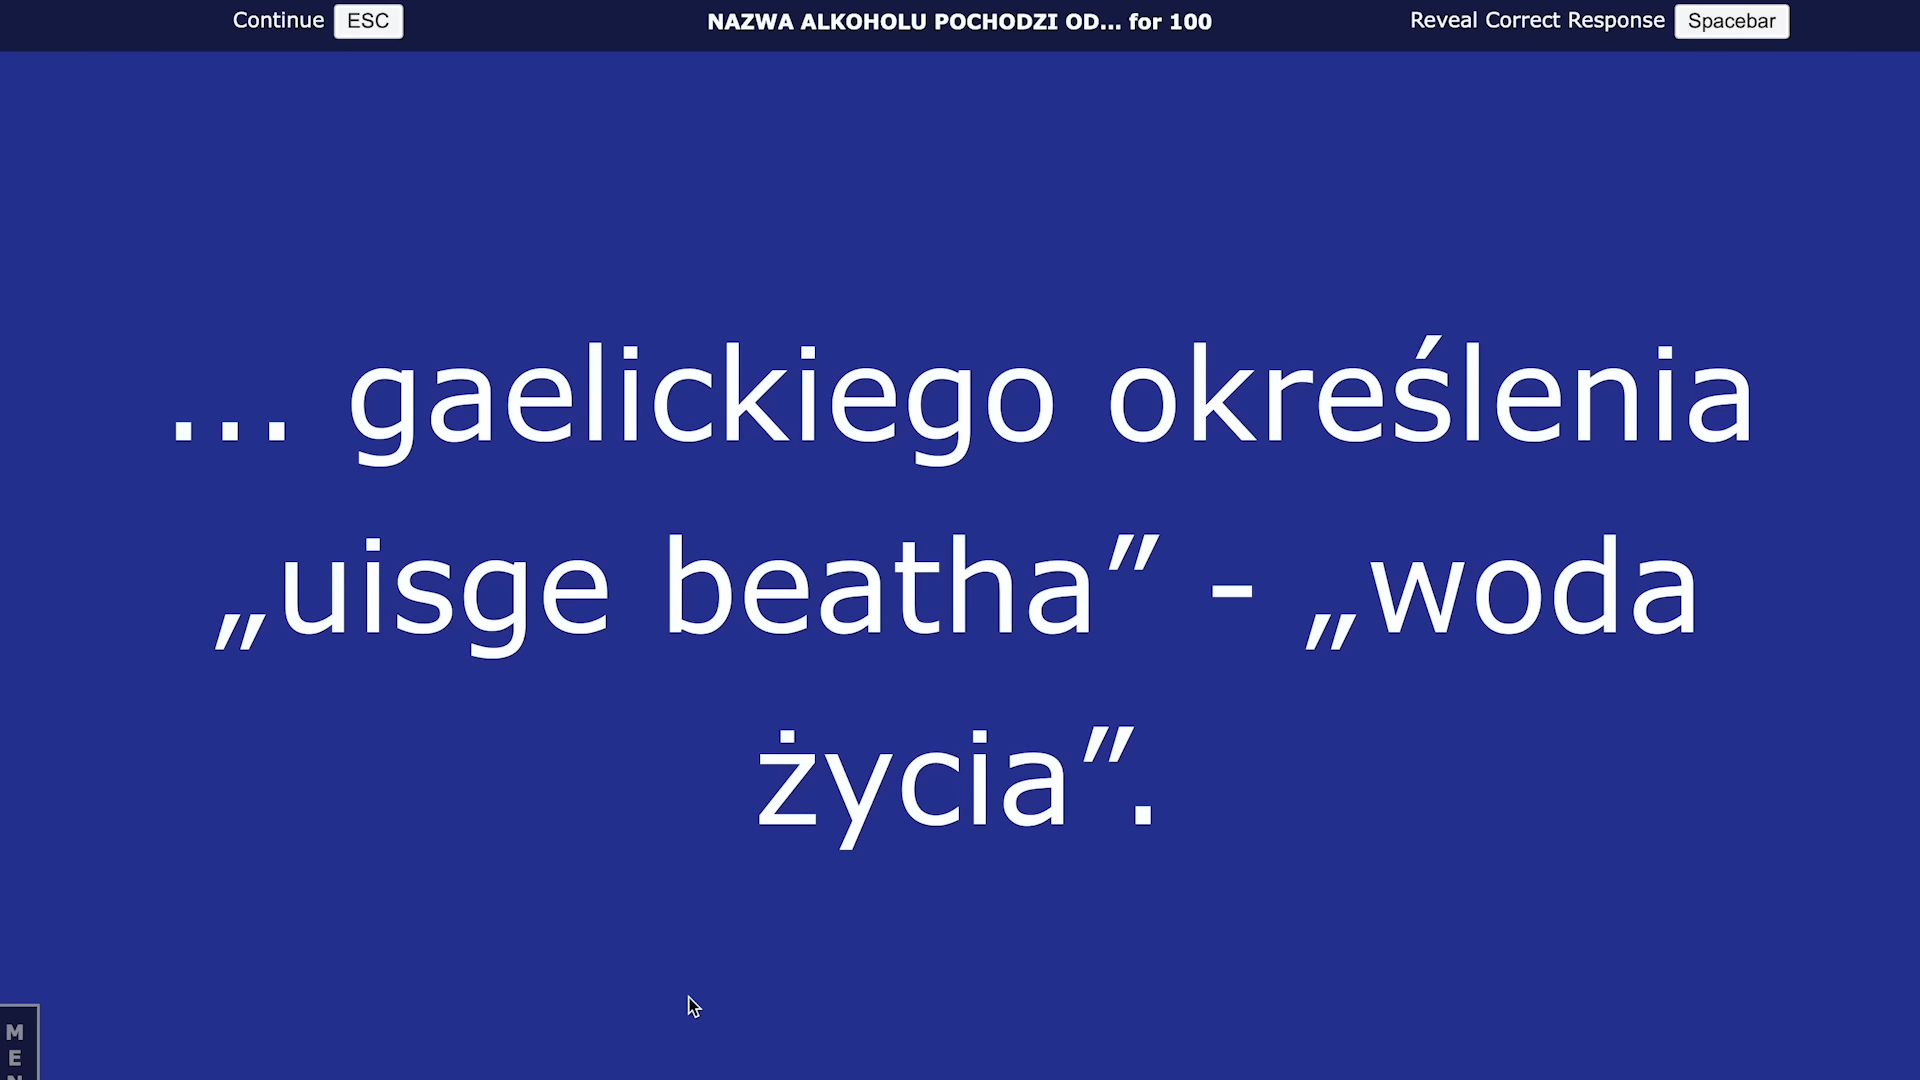 Continue ESC
NAZWA ALKOHOLU POCHODZI OD... for 100
Reveal Correct Response Spacebar
... gaelickiego określenia
„uisge beatha” - „woda
życia”.
M
E
N